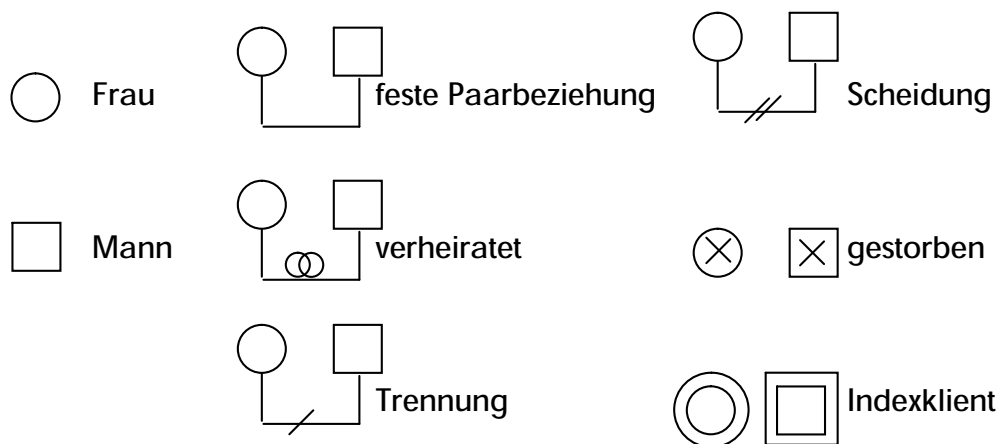 Frau
feste Paarbeziehung
Scheidung
Mann
verheiratet
gestorben
Trennung
Indexklient